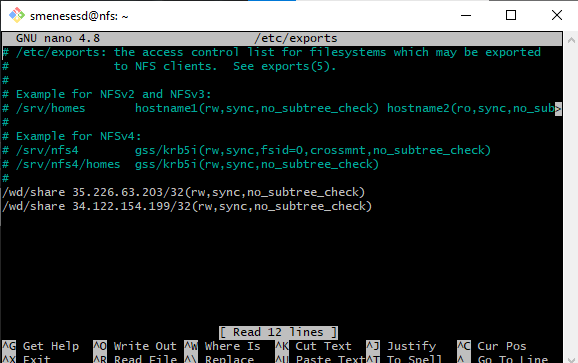 smenesesd@nfs: ~
GNU nano 4.8 /etc/exports
# /etc/exports: the access control list for filesystems which may be exported
# to NFS clients. See exports(5).
#
# Example for NFSv2 and NFSv3:
# /srv/homes hostname1(rw,sync,no_subtree_check) hostname2(ro,sync,no_sub>
#
# Example for NFSv4:
# /srv/nfs4 gss/krb5i(rw,sync,fsid=0,crossmnt,no_subtree_check)
# /srv/nfs4/homes gss/krb5i(rw,sync,no_subtree_check)
#
/wd/share 35.226.63.203/32(rw,sync,no_subtree_check)
/wd/share 34.122.154.199/32(rw,sync,no_subtree_check)
[ Read 12 lines ]
^G Get Help ^O Write Out ^W Where Is ^K Cut Text ^J Justify ^C Cur Pos
^X Exit ^R Read File ^\ Replace ^U Paste Text ^T To Spell ^_ Go To Line